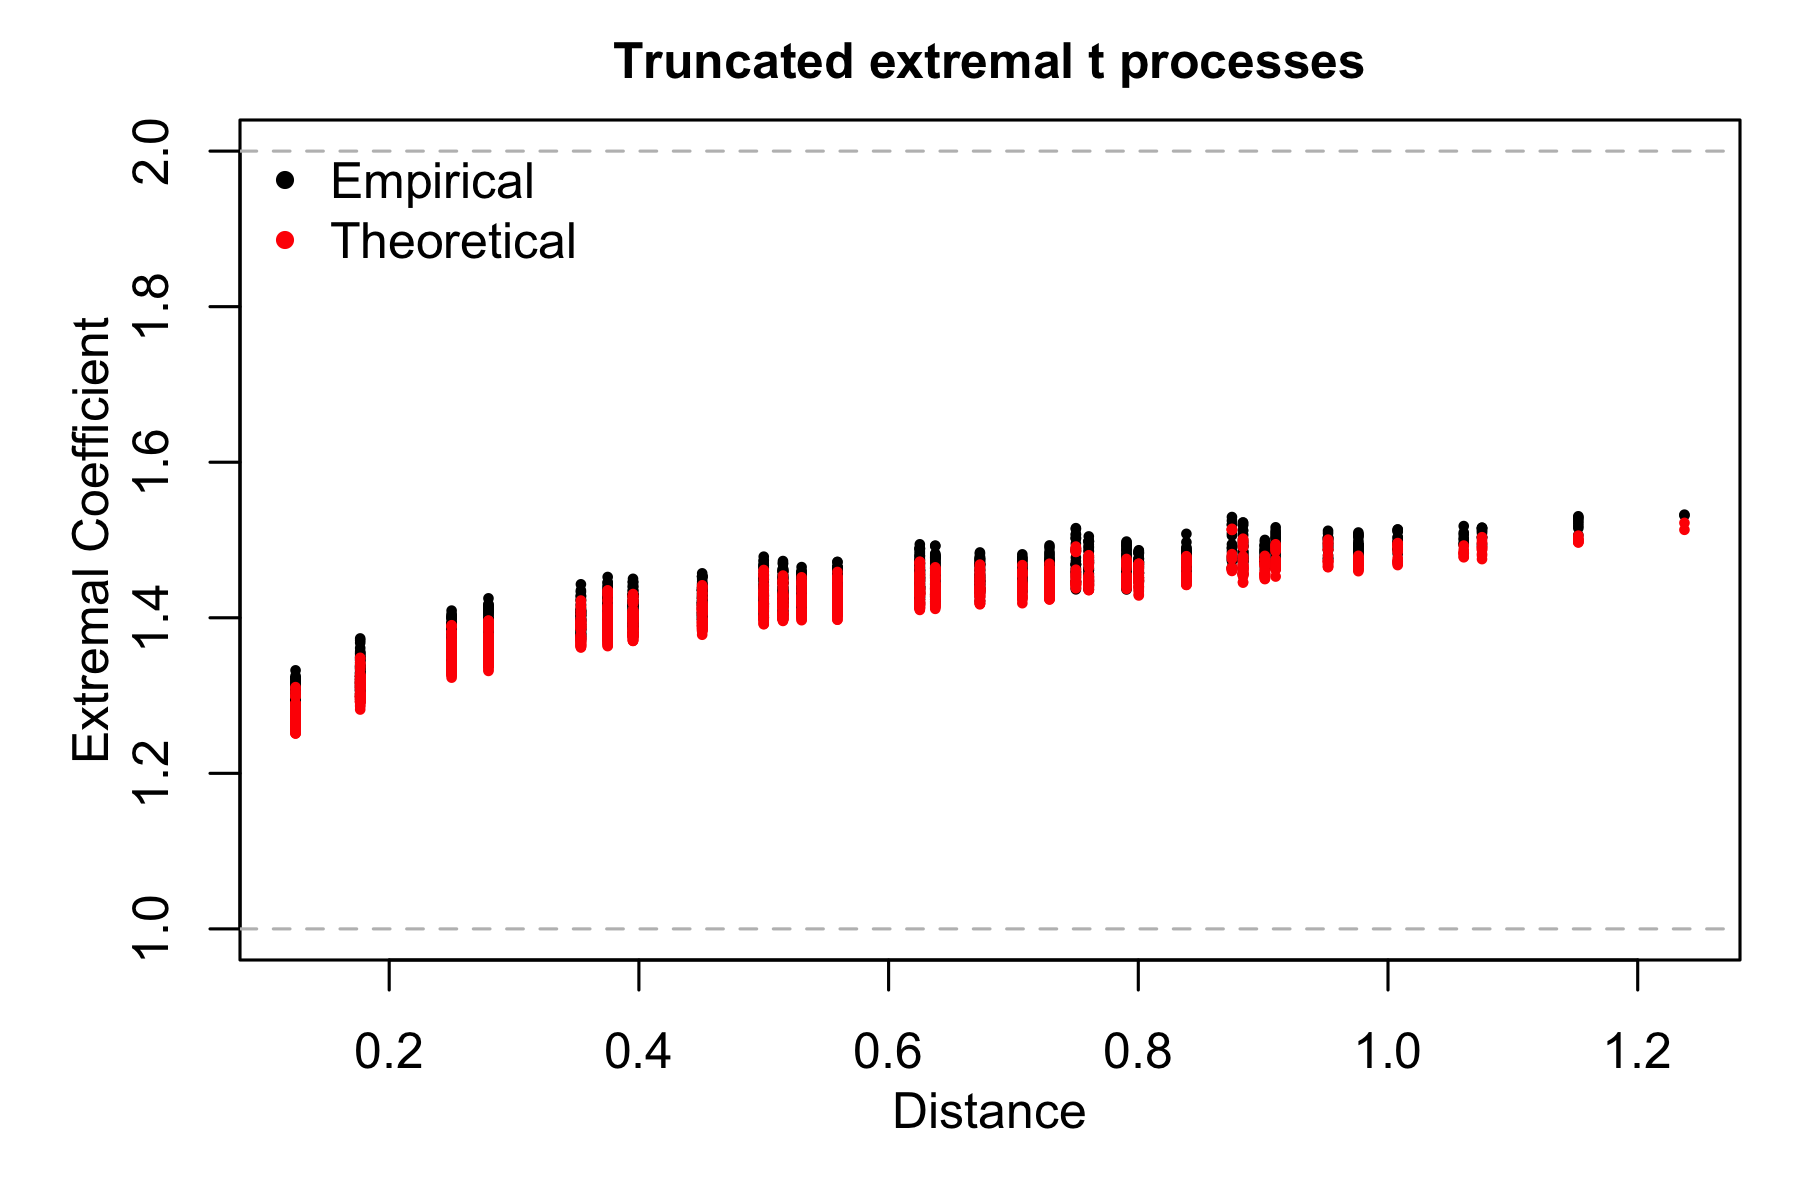 Truncated extremal t processes
Extremal Coefficient
2.0
1.8
1.6
1.4
1.2
1.0
Empirical
Theoretical
0.2 0.4 0.6 0.8 1.0 1.2
Distance